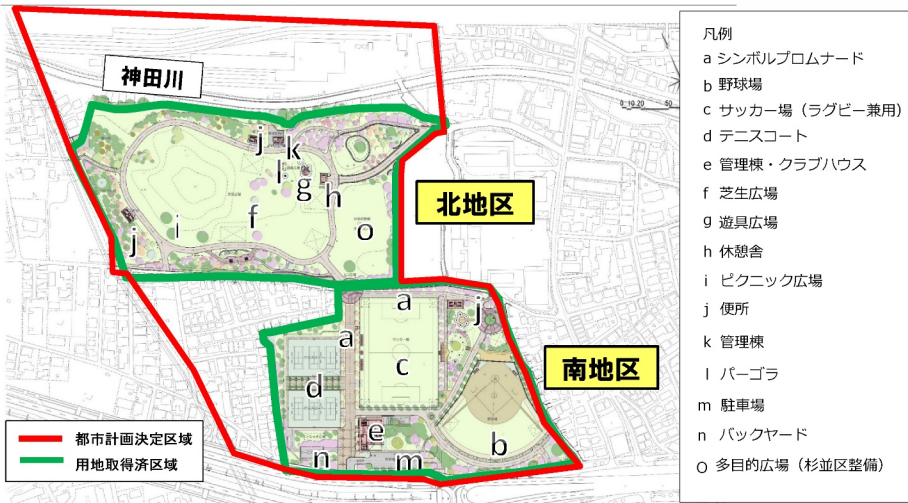 神田川
0 10 20 50
j
k
l
g
h
北地区
j
i
f
o
a
j
a
c
南地区
d
e
b
n
m
都市計画決定区域
用地取得済区域
凡例
a シンボルプロムナード
b 野球場
c サッカー場（ラグビー兼用）
d テニスコート
e 管理棟・クラブハウス
f 芝生広場
g 遊具広場
h 休憩舎
i ピクニック広場
j 便所
k 管理棟
l パーゴラ
m 駐車場
n バックヤード
O 多目的広場（杉並区整備）